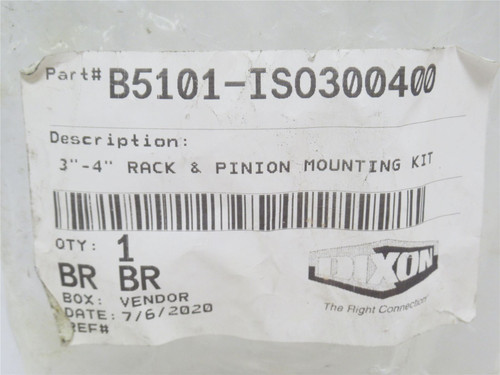 Part# B5101-ISO300400
Description:
3"-4" RACK & PINION MOUNTING KIT
QTY: 1
BR BR
BOX: VENDOR
DATE: 7/6/2020
REF#
DIXON
The Right Connection